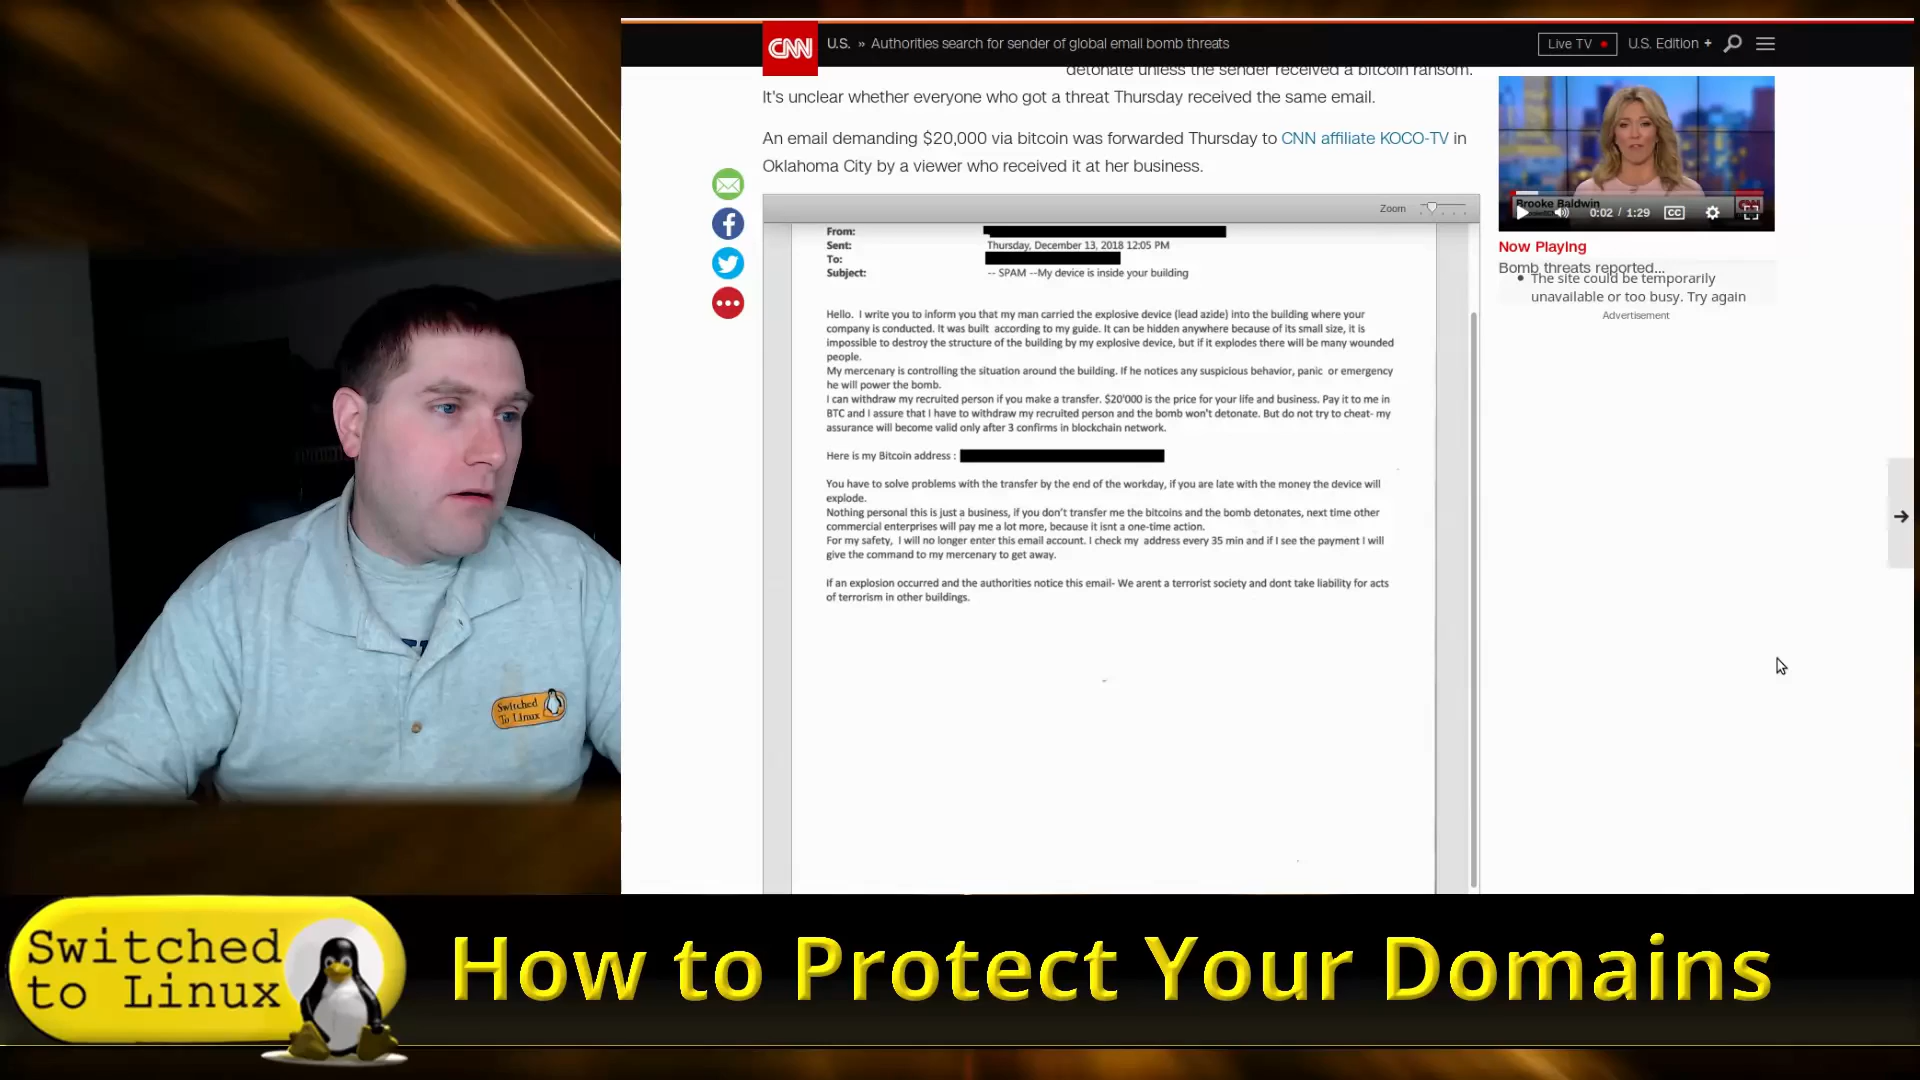 CNN
U.S. » Authorities search for sender of global email bomb threats
Live TV
U.S. Edition +
detonate unless the sender received a bitcoin ransom.
It's unclear whether everyone who got a threat Thursday received the same email.
An email demanding $20,000 via bitcoin was forwarded Thursday to CNN affiliate KOCO-TV in
Oklahoma City by a viewer who received it at her business.
Zoom
From:
Sent: Thursday, December 13, 2018 12:05 PM
To:
Subject: -- SPAM --My device is inside your building
Hello. I write you to inform you that my man carried the explosive device (lead azide) into the building where your
company is conducted. It was built according to my guide. It can be hidden anywhere because of its small size, it is
impossible to destroy the structure of the building by my explosive device, but if it explodes there will be many wounded
people.
My mercenary is controlling the situation around the building. If he notices any suspicious behavior, panic or emergency
he will power the bomb.
I can withdraw my recruited person if you make a transfer. $20'000 is the price for your life and business. Pay it to me in
BTC and I assure that I have to withdraw my recruited person and the bomb won't detonate. But do not try to cheat- my
assurance will become valid only after 3 confirms in blockchain network.
Here is my Bitcoin address :
You have to solve problems with the transfer by the end of the workday, if you are late with the money the device will
explode.
Nothing personal this is just a business, if you don't transfer me the bitcoins and the bomb detonates, next time other
commercial enterprises will pay me a lot more, because it isnt a one-time action.
For my safety, I will no longer enter this email account. I check my address every 35 min and if I see the payment I will
give the command to my mercenary to get away.
If an explosion occurred and the authorities notice this email- We arent a terrorist society and dont take liability for acts
of terrorism in other buildings.
Brooke Baldwin
0:02 / 1:29
CC
Now Playing
Bomb threats reported...
• The site could be temporarily
unavailable or too busy. Try again
Advertisement
Switched
To Linux
Switched
to Linux
How to Protect Your Domains